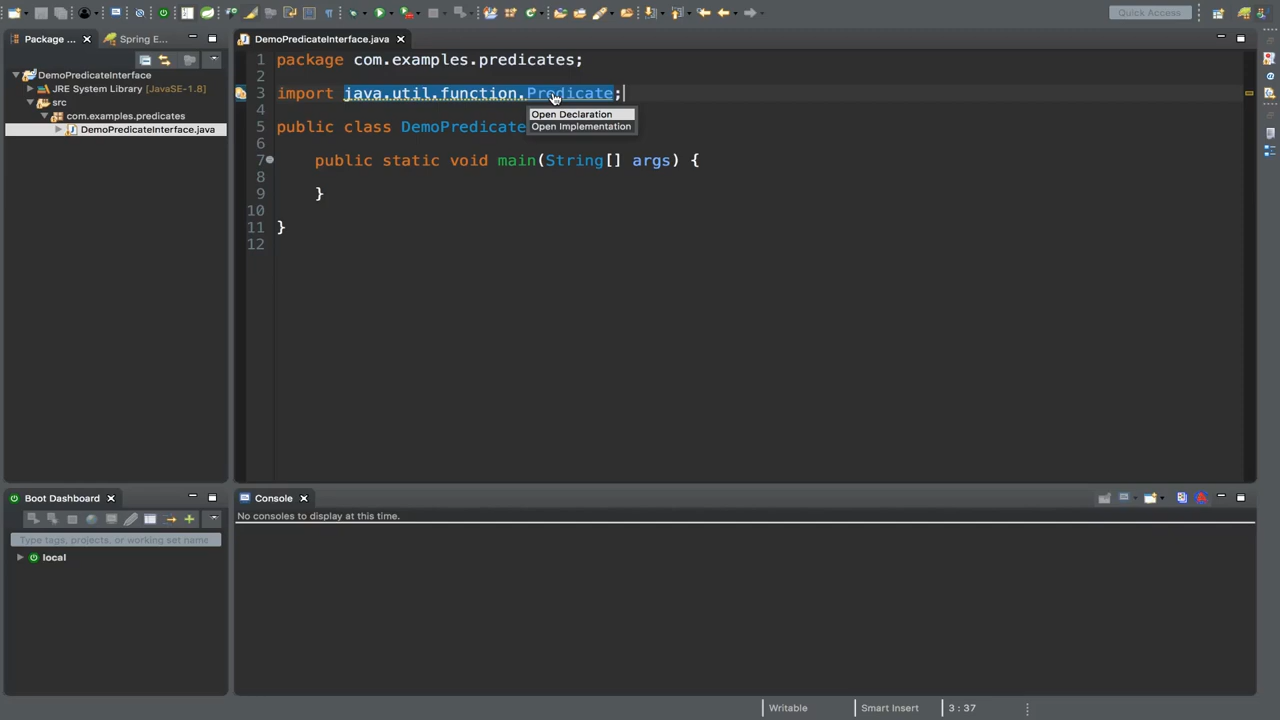 Quick Access
Package ...
Spring E...
DemoPredicateInterface
JRE System Library [JavaSE-1.8]
src
com.examples.predicates
DemoPredicateInterface.java
DemoPredicateInterface.java
1 package com.examples.predicates;
2
3 import java.util.function.Predicate;
Open Declaration
Open Implementation
4
5 public class DemoPredicate
6
7 public static void main(String[] args) {
8
9 }
10
11 }
12
Boot Dashboard
Type tags, projects, or working set name
local
Console
No consoles to display at this time.
Writable
Smart Insert
3 : 37